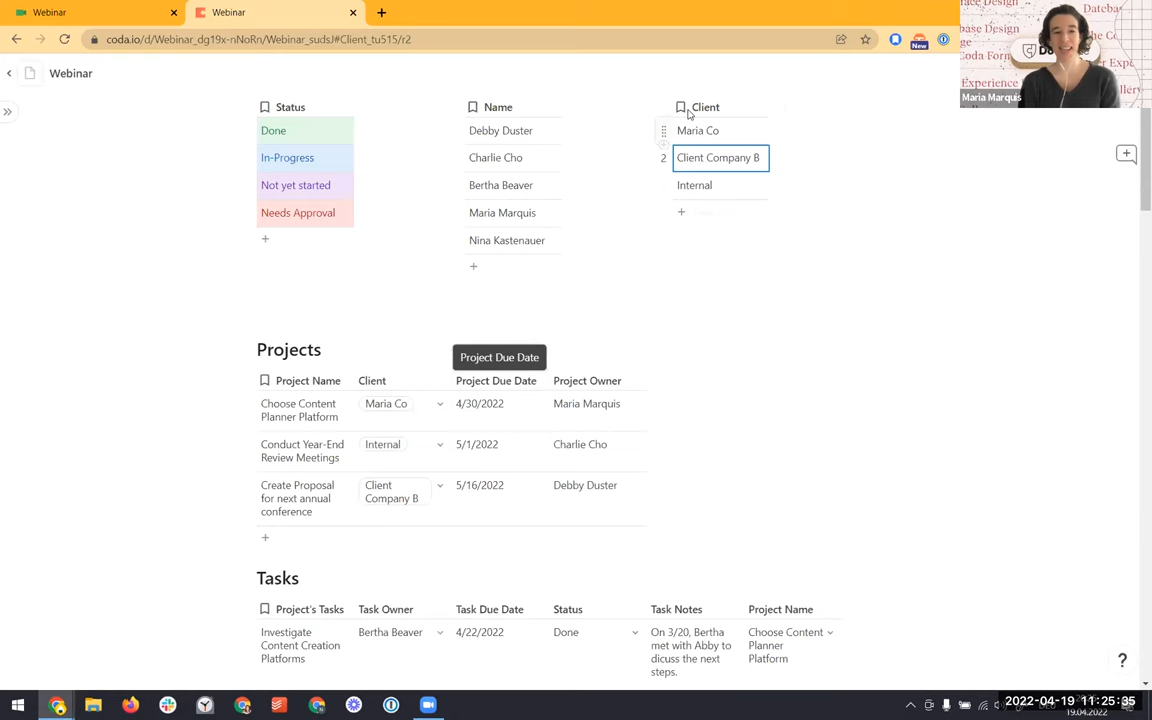 Webinar
Webinar
coda.io/d/Webinar_dg19x-nNoRn/Webinar_sudsJ#Client_tu515/r2
New
Maria Marquis
Webinar
Status
Done
In-Progress
Not yet started
Needs Approval
Name
Debby Duster
Charlie Cho
Bertha Beaver
Maria Marquis
Nina Kastenauer
Client
Maria Co
2 Client Company B
Internal
Projects
Project Due Date
Project Name Client Project Due Date Project Owner
Choose Content
Planner Platform
Maria Co
4/30/2022
Maria Marquis
Conduct Year-End
Review Meetings
Internal
5/1/2022
Charlie Cho
Create Proposal
for next annual
conference
Client
Company B
5/16/2022
Debby Duster
Tasks
Project's Tasks Task Owner Task Due Date Status Task Notes Project Name
Investigate
Content Creation
Platforms
Bertha Beaver
4/22/2022
Done
On 3/20, Bertha
met with Abby to
dicuss the next
steps.
Choose Content
Planner
Platform
2022-04-19 11:25:35
19.04.2022